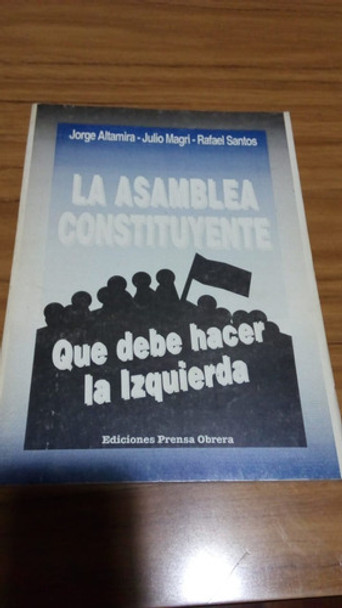 Jorge Altamira - Julio Magri - Rafael Santos
LA ASAMBLEA
CONSTITUYENTE
Que debe hacer
la Izquierda
Ediciones Prensa Obrera